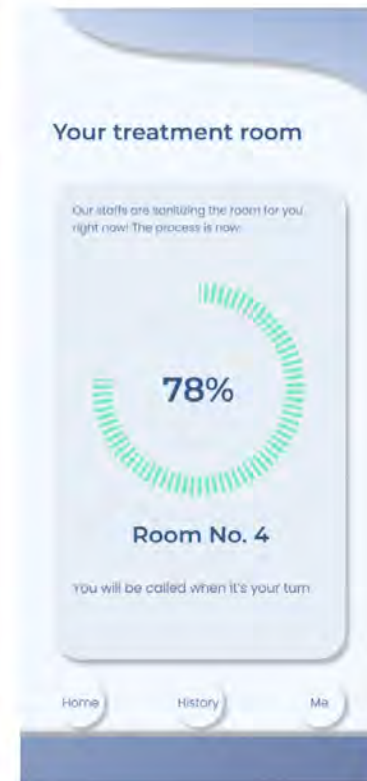 Your treatment room
Our staffs are sanitizing the room for you
right now! The process is now:
78%
Room No. 4
You will be called when it's your turn
Home
History
Me